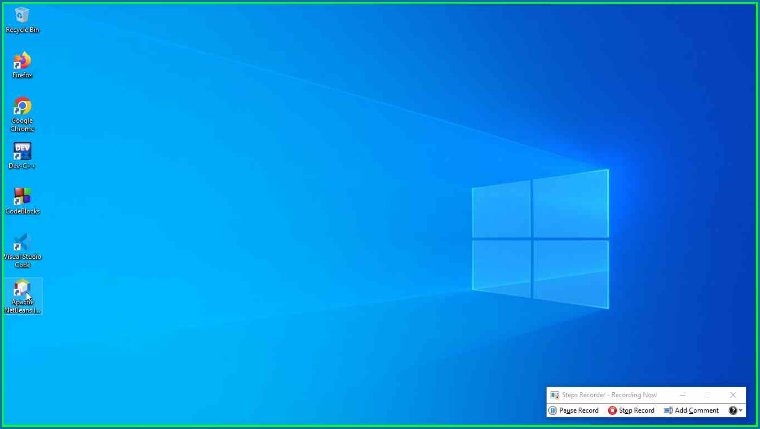 Recycle Bin
Firefox
Google
Chrome
DEV
Dev-C++
CodeBlocks
Visual Studio
Code
Apache
NetBeans I...
Steps Recorder - Recording Now
Pause Record
Stop Record
Add Comment